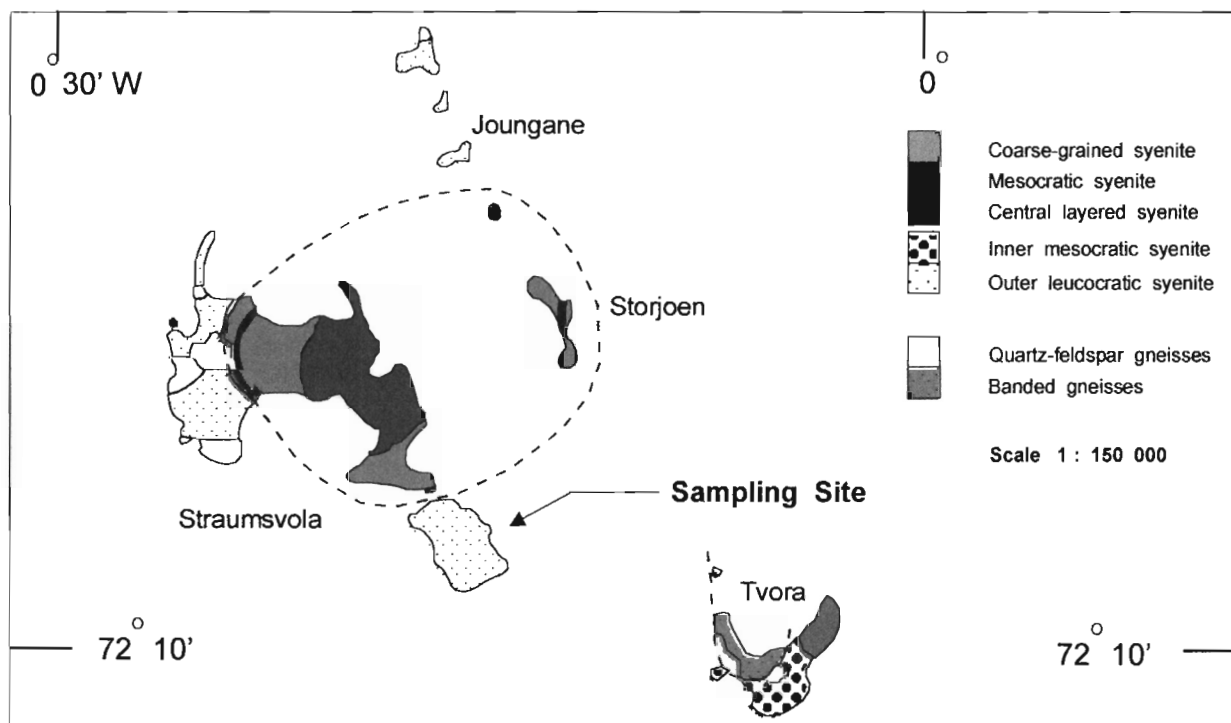 0° 30' W
0°
Joungane
Coarse-grained syenite
Mesocratic syenite
Central layered syenite
Inner mesocratic syenite
Outer leucocratic syenite
Storjoen
Quartz-feldspar gneisses
Banded gneisses
Scale 1 : 150 000
Sampling Site
Straumsvola
Tvora
72° 10'
72° 10'